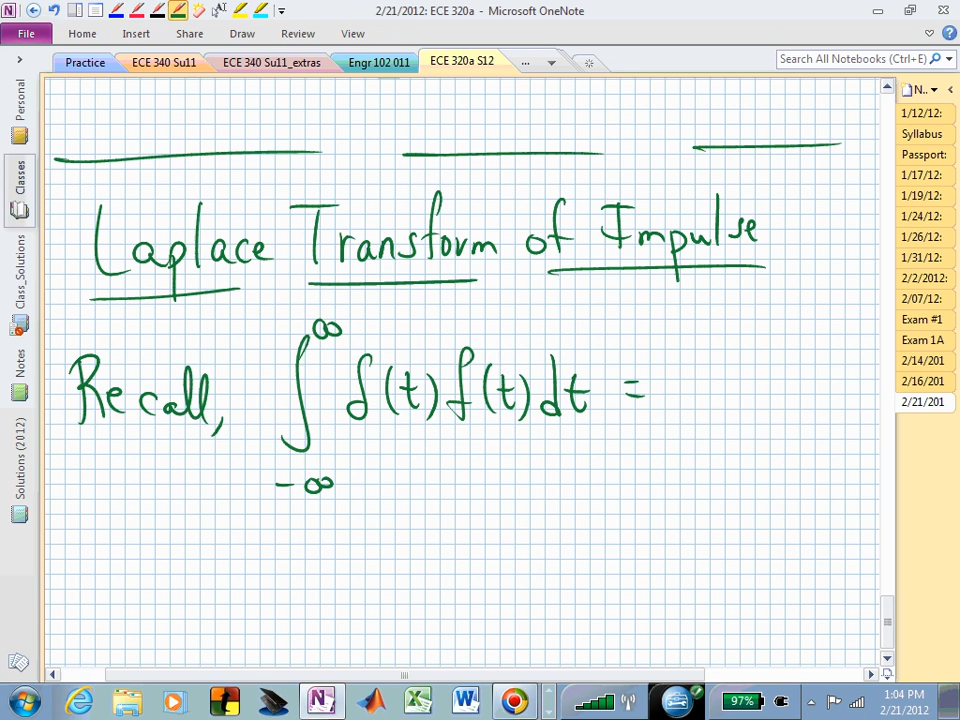 2/21/2012: ECE 320a - Microsoft OneNote
File Home Insert Share Draw Review View
Practice ECE 340 Su11 ECE 340 Su11_extras Engr 102 011 ECE 320a S12 ... Search All Notebooks (Ctrl+E)
N..
Personal
Classes
Class_Solutions
Notes
Solutions (2012)
1/12/12:
Syllabus
Passport:
1/17/12:
1/19/12:
1/24/12:
1/26/12:
1/31/12:
2/2/2012:
2/07/12:
Exam #1
Exam 1A
2/14/201
2/16/201
2/21/201
Laplace Transform of Impulse
Recall, ∫_{-∞}^{∞} δ(t) f(t) dt =
97%
1:04 PM
2/21/2012